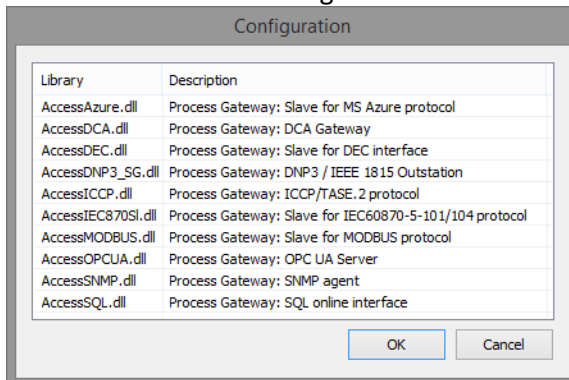 Configuration
Library Description
AccessAzure.dll Process Gateway: Slave for MS Azure protocol
AccessDCA.dll Process Gateway: DCA Gateway
AccessDEC.dll Process Gateway: Slave for DEC interface
AccessDNP3_SG.dll Process Gateway: DNP3 / IEEE 1815 Outstation
AccessICCP.dll Process Gateway: ICCP/TASE.2 protocol
AccessIEC870Sl.dll Process Gateway: Slave for IEC60870-5-101/104 protocol
AccessMODBUS.dll Process Gateway: Slave for MODBUS protocol
AccessOPCUA.dll Process Gateway: OPC UA Server
AccessSNMP.dll Process Gateway: SNMP agent
AccessSQL.dll Process Gateway: SQL online interface
OK Cancel